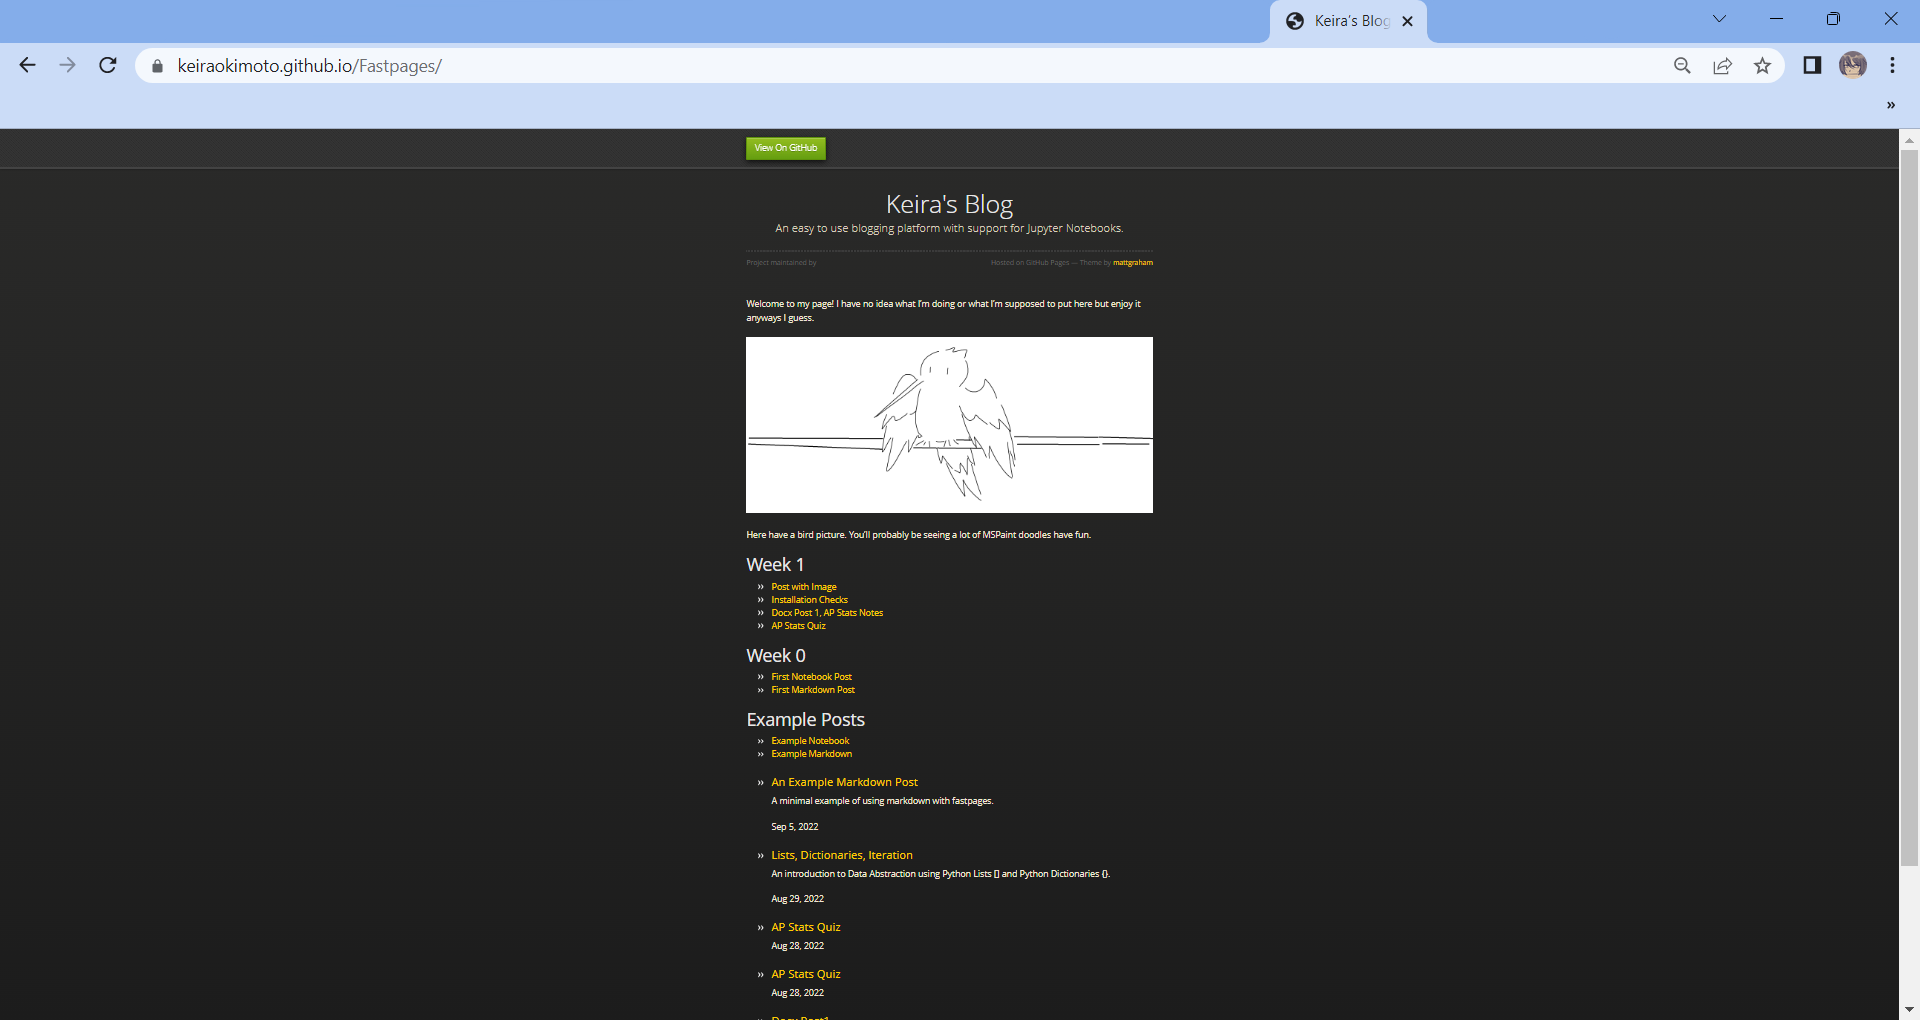 Keira's Blog
keiraokimoto.github.io/Fastpages/
»
View On GitHub
Keira's Blog
An easy to use blogging platform with support for Jupyter Notebooks.
Project maintained by
Hosted on GitHub Pages — Theme by mattgraham
Welcome to my page! I have no idea what I'm doing or what I'm supposed to put here but enjoy it
anyways I guess.
Here have a bird picture. You'll probably be seeing a lot of MSPaint doodles have fun.
Week 1
» Post with Image
» Installation Checks
» Docx Post 1, AP Stats Notes
» AP Stats Quiz
Week 0
» First Notebook Post
» First Markdown Post
Example Posts
» Example Notebook
» Example Markdown
» An Example Markdown Post
A minimal example of using markdown with fastpages.
Sep 5, 2022
» Lists, Dictionaries, Iteration
An introduction to Data Abstraction using Python Lists [] and Python Dictionaries {}.
Aug 29, 2022
» AP Stats Quiz
Aug 28, 2022
» AP Stats Quiz
Aug 28, 2022
» Docx Post1